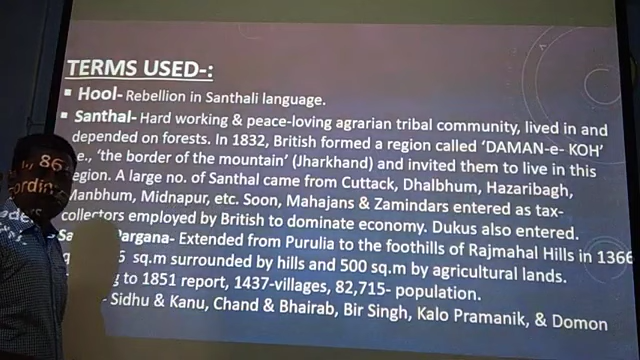 TERMS USED-:
▪ Hool- Rebellion in Santhali language.
▪ Santhal- Hard working & peace-loving agrarian tribal community, lived in and
depended on forests. In 1832, British formed a region called 'DAMAN-e- KOH'
e., 'the border of the mountain' (Jharkhand) and invited them to live in this
egion. A large no. of Santhal came from Cuttack, Dhalbhum, Hazaribagh,
Manbhum, Midnapur, etc. Soon, Mahajans & Zamindars entered as tax-
collectors employed by British to dominate economy. Dukus also entered.
Pargana- Extended from Purulia to the foothills of Rajmahal Hills in 1366
sq.m surrounded by hills and 500 sq.m by agricultural lands.
to 1851 report, 1437-villages, 82,715- population.
- Sidhu & Kanu, Chand & Bhairab, Bir Singh, Kalo Pramanik, & Domon